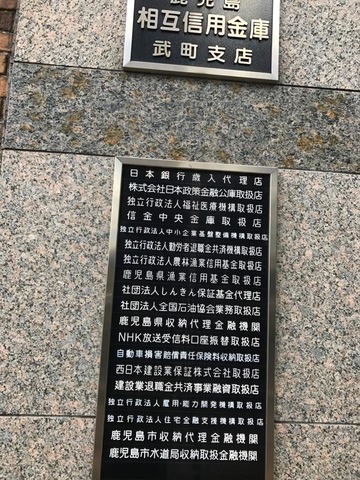 鹿児島
相互信用金庫
武町支店
日本銀行歳入代理店
株式会社日本政策金融公庫取扱店
独立行政法人福祉医療機構取扱店
信金中央金庫取扱店
独立行政法人中小企業基盤整備機構取扱店
独立行政法人勤労者退職金共済機構取扱店
独立行政法人農林漁業信用基金取扱店
鹿児島県漁業信用基金取扱店
社団法人しんきん保証基金代理店
社団法人全国石油協会業務取扱店
鹿児島県収納代理金融機関
NHK放送受信料口座振替取扱店
自動車損害賠償責任保険料収納取扱店
西日本建設業保証株式会社取扱店
建設業退職金共済事業融資取扱店
独立行政法人雇用・能力開発機構取扱店
独立行政法人住宅金融支援機構取扱店
鹿児島市収納代理金融機関
鹿児島市水道局収納取扱金融機関